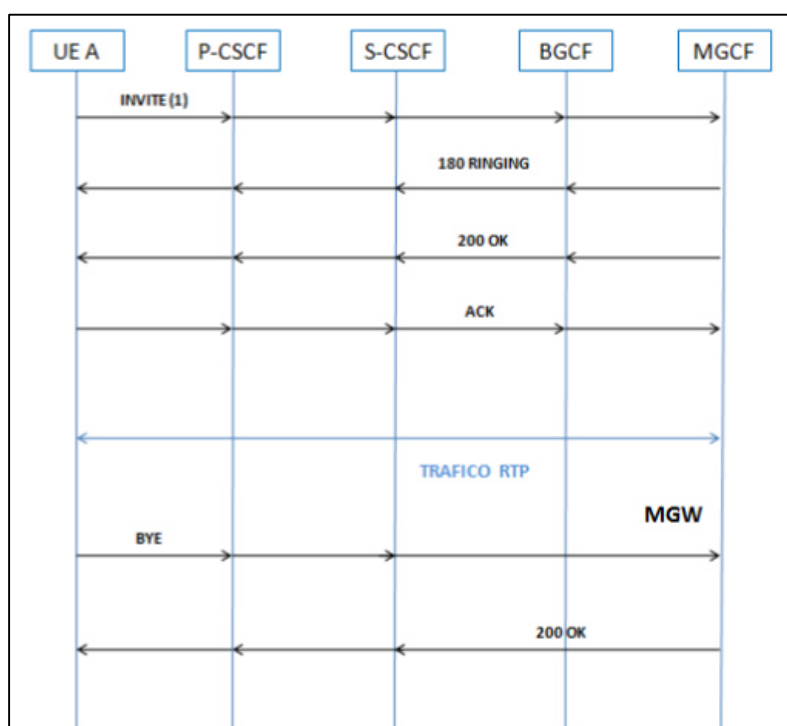 UE A
P-CSCF
S-CSCF
BGCF
MGCF
INVITE (1)
180 RINGING
200 OK
ACK
TRAFICO RTP
MGW
BYE
200 OK